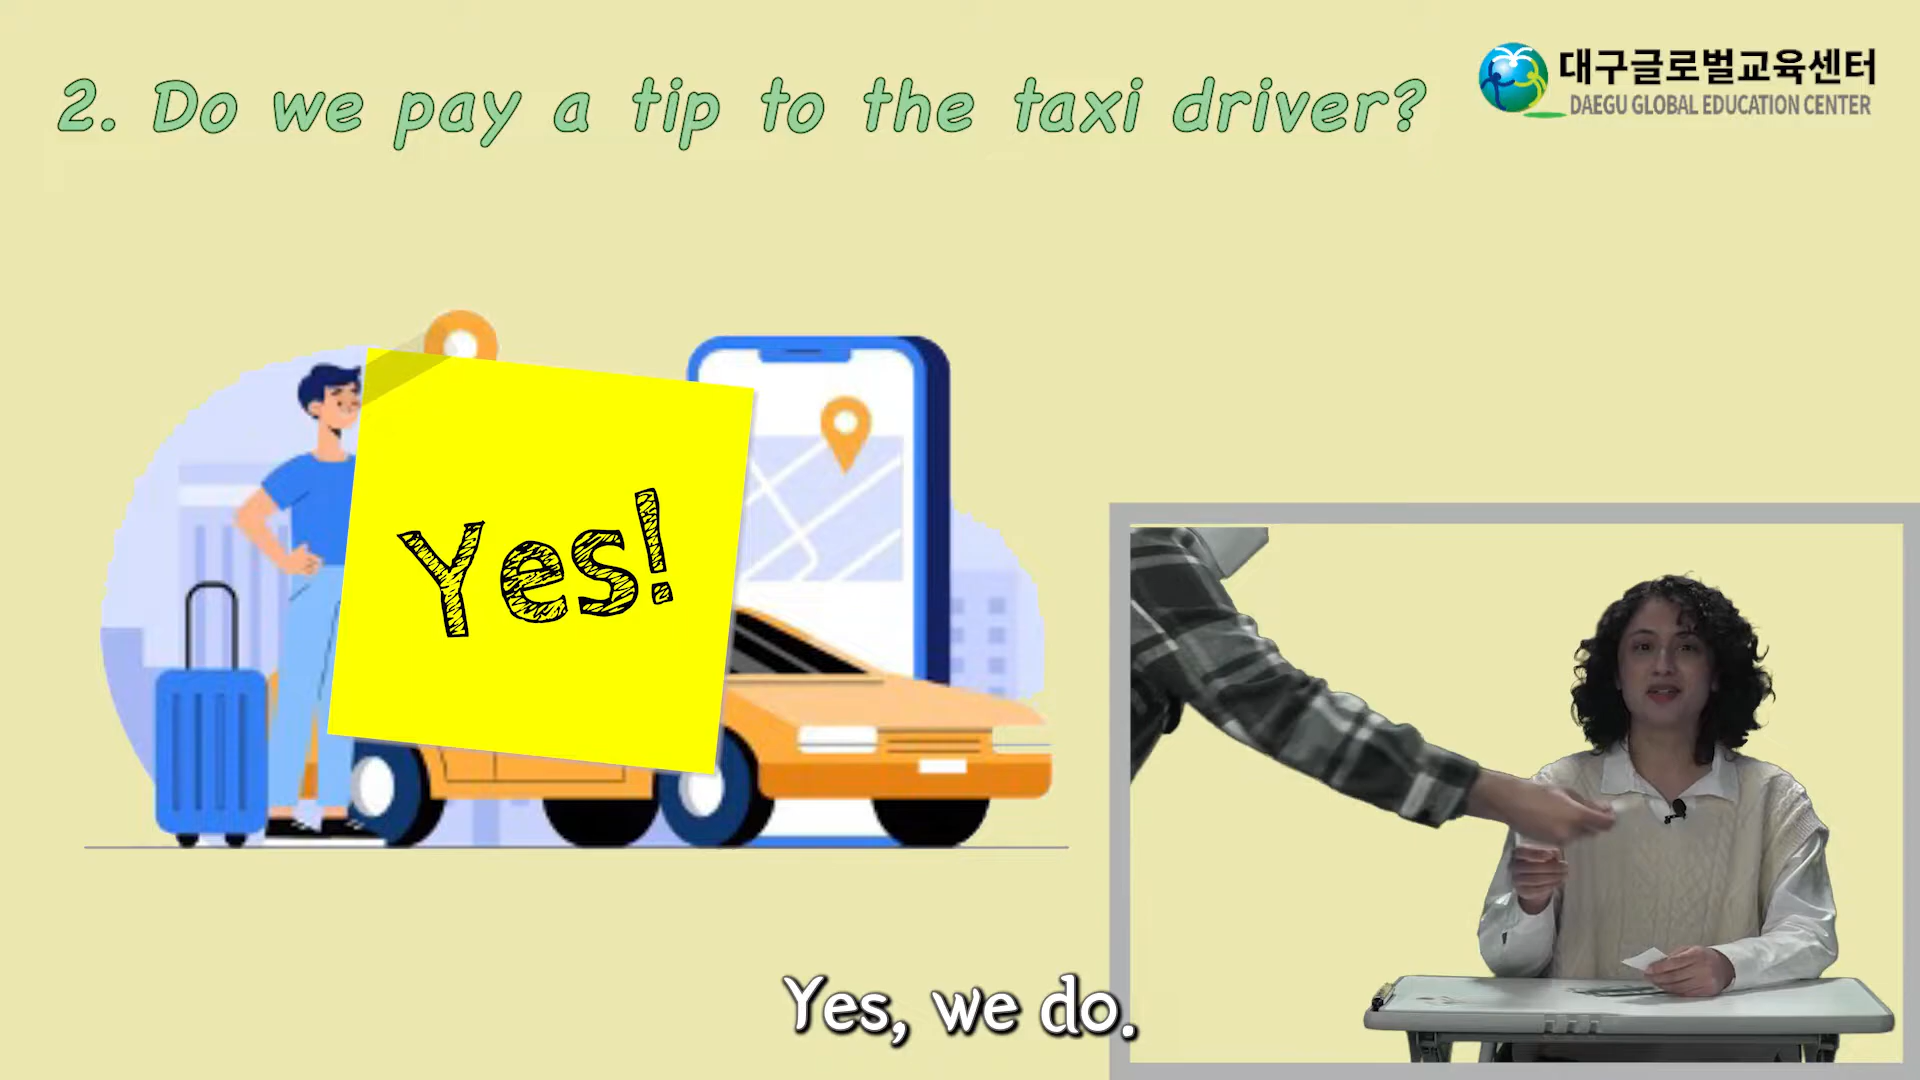 2. Do we pay a tip to the taxi driver?
대구글로벌교육센터
DAEGU GLOBAL EDUCATION CENTER
Yes!
Yes, we do.